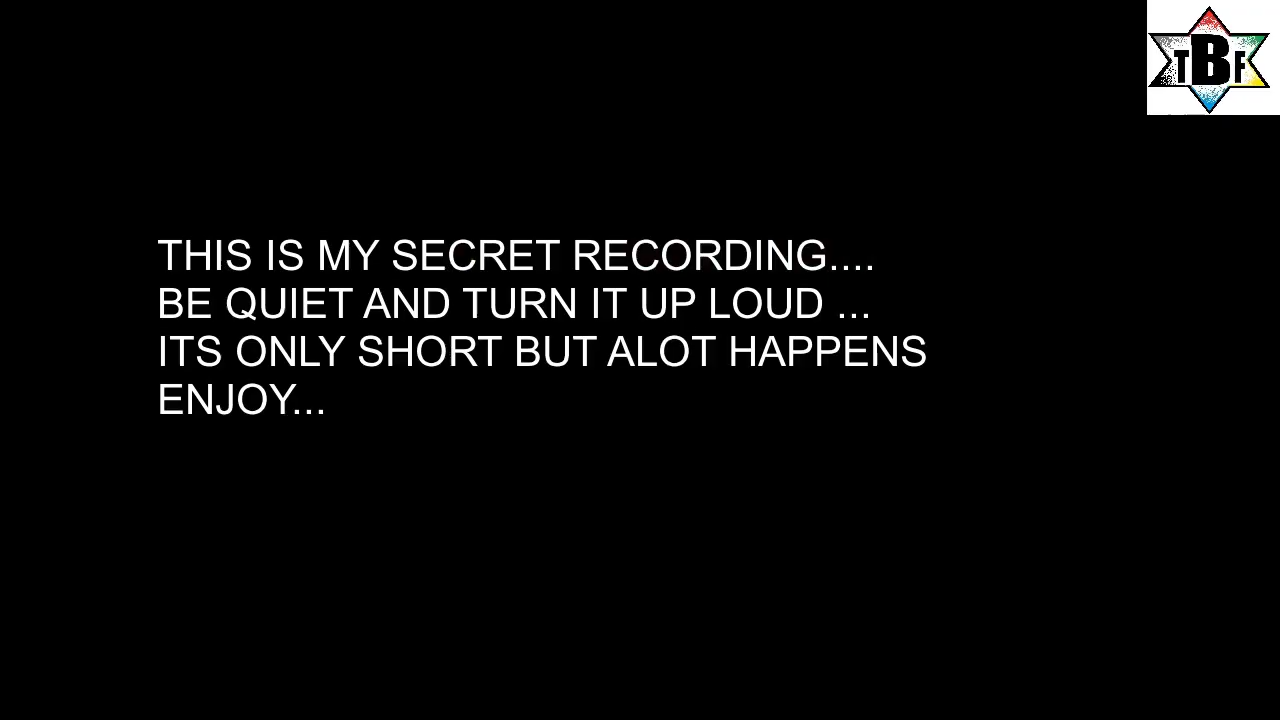 TBF
THIS IS MY SECRET RECORDING....
BE QUIET AND TURN IT UP LOUD ...
ITS ONLY SHORT BUT ALOT HAPPENS
ENJOY...